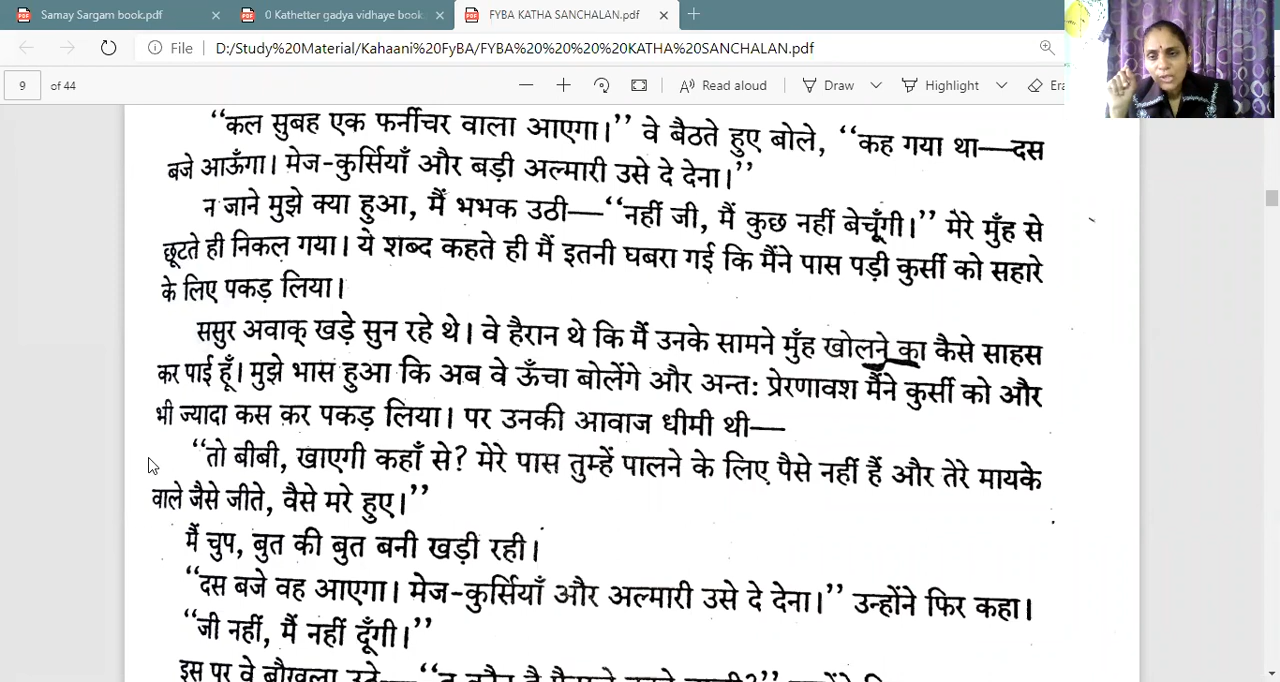 Samay Sargam book.pdf
0 Kathetter gadya vidhaye book
FYBA KATHA SANCHALAN.pdf
File
D:/Study%20Material/Kahaani%20FyBA/FYBA%20%20%20%20KATHA%20SANCHALAN.pdf
9 of 44
Read aloud
Draw
Highlight
‘‘कल सुबह एक फर्नीचर वाला आएगा।’’ वे बैठते हुए बोले, ‘‘कह गया था—दस
बजे आऊँगा। मेज-कुर्सियाँ और बड़ी अल्मारी उसे दे देना।’’
न जाने मुझे क्या हुआ, मैं भभक उठी—‘‘नहीं जी, मैं कुछ नहीं बेचूँगी।’’ मेरे मुँह से
छूटते ही निकल गया। ये शब्द कहते ही मैं इतनी घबरा गई कि मैंने पास पड़ी कुर्सी को सहारे
के लिए पकड़ लिया।
ससुर अवाक् खड़े सुन रहे थे। वे हैरान थे कि मैं उनके सामने मुँह खोलने का कैसे साहस
कर पाई हूँ। मुझे भास हुआ कि अब वे ऊँचा बोलेंगे और अन्तः प्रेरणावश मैंने कुर्सी को और
भी ज्यादा कस कर पकड़ लिया। पर उनकी आवाज धीमी थी—
‘‘तो बीबी, खाएगी कहाँ से? मेरे पास तुम्हें पालने के लिए पैसे नहीं हैं और तेरे मायके
वाले जैसे जीते, वैसे मरे हुए।’’
मैं चुप, बुत की बुत बनी खड़ी रही।
‘‘दस बजे वह आएगा। मेज-कुर्सियाँ और अल्मारी उसे दे देना।’’ उन्होंने फिर कहा।
‘‘जी नहीं, मैं नहीं दूँगी।’’
इस पर वे बौखला उठे—